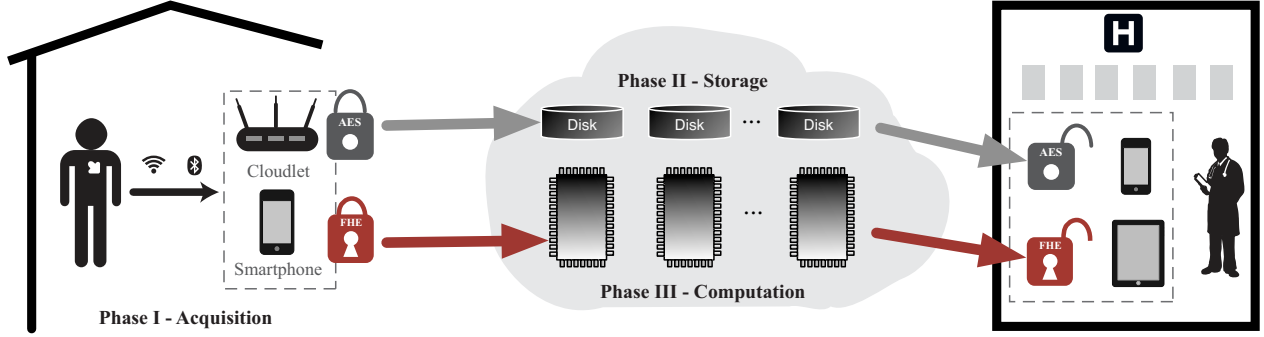 H
Phase II - Storage
AES
Disk
Disk
...
Disk
AES
Cloudlet
FHE
...
FHE
Smartphone
Phase III - Computation
Phase I - Acquisition